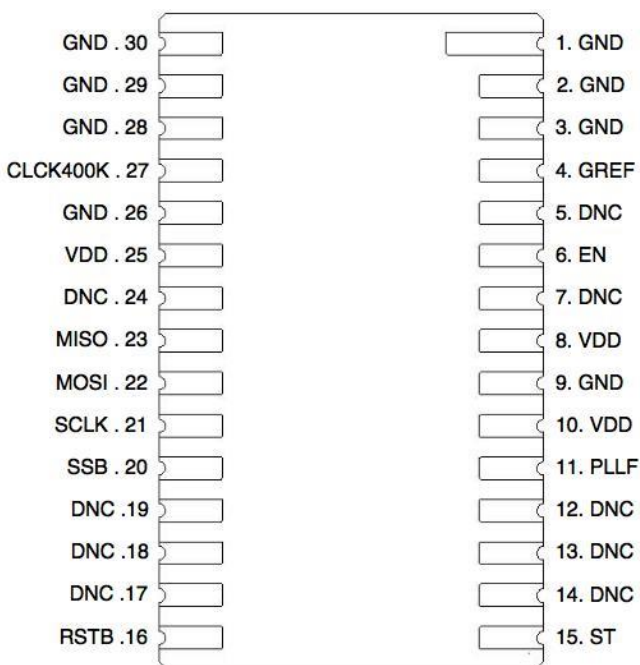 GND . 30
GND . 29
GND . 28
CLCK400K . 27
GND . 26
VDD . 25
DNC . 24
MISO . 23
MOSI . 22
SCLK . 21
SSB . 20
DNC .19
DNC .18
DNC .17
RSTB .16
1. GND
2. GND
3. GND
4. GREF
5. DNC
6. EN
7. DNC
8. VDD
9. GND
10. VDD
11. PLLF
12. DNC
13. DNC
14. DNC
15. ST